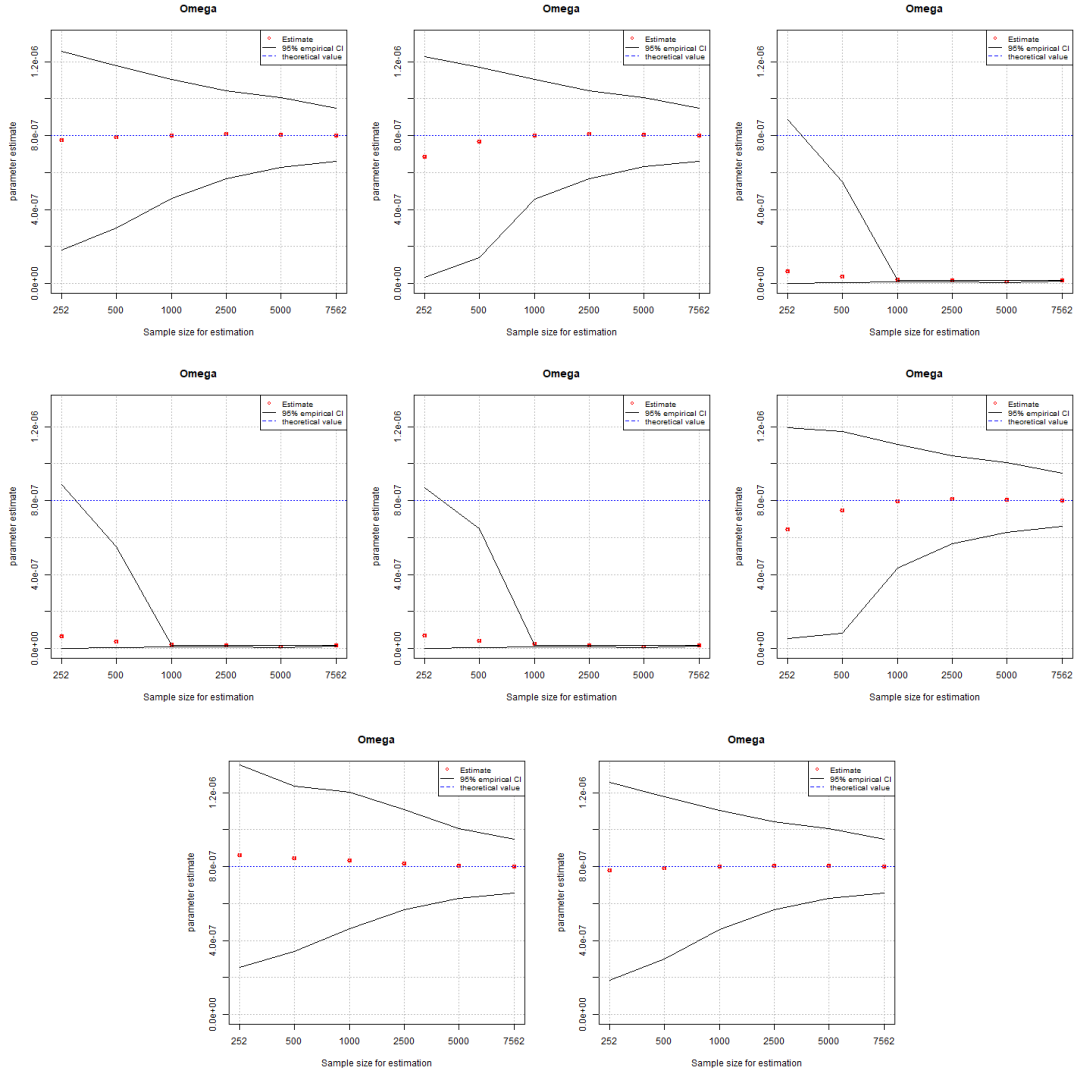 Omega
Estimate
95% empirical CI
theoretical value
parameter estimate
1.2e-06
8.0e-07
4.0e-07
0.0e+00
252 500 1000 2500 5000 7562
Sample size for estimation
Omega
Estimate
95% empirical CI
theoretical value
parameter estimate
1.2e-06
8.0e-07
4.0e-07
0.0e+00
252 500 1000 2500 5000 7562
Sample size for estimation
Omega
Estimate
95% empirical CI
theoretical value
parameter estimate
1.2e-06
8.0e-07
4.0e-07
0.0e+00
252 500 1000 2500 5000 7562
Sample size for estimation
Omega
Estimate
95% empirical CI
theoretical value
parameter estimate
1.2e-06
8.0e-07
4.0e-07
0.0e+00
252 500 1000 2500 5000 7562
Sample size for estimation
Omega
Estimate
95% empirical CI
theoretical value
parameter estimate
1.2e-06
8.0e-07
4.0e-07
0.0e+00
252 500 1000 2500 5000 7562
Sample size for estimation
Omega
Estimate
95% empirical CI
theoretical value
parameter estimate
1.2e-06
8.0e-07
4.0e-07
0.0e+00
252 500 1000 2500 5000 7562
Sample size for estimation
Omega
Estimate
95% empirical CI
theoretical value
parameter estimate
1.2e-06
8.0e-07
4.0e-07
0.0e+00
252 500 1000 2500 5000 7562
Sample size for estimation
Omega
Estimate
95% empirical CI
theoretical value
parameter estimate
1.2e-06
8.0e-07
4.0e-07
0.0e+00
252 500 1000 2500 5000 7562
Sample size for estimation